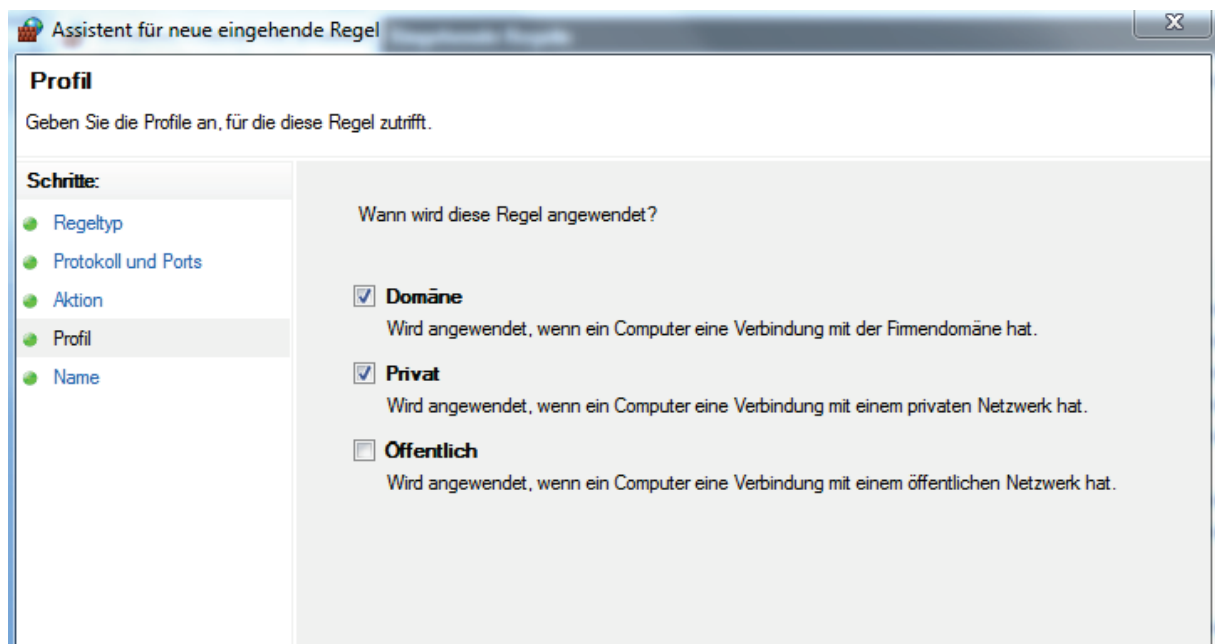 Assistent für neue eingehende Regel
Profil
Geben Sie die Profile an, für die diese Regel zutrifft.
Schritte:
Regeltyp
Protokoll und Ports
Aktion
Profil
Name
Wann wird diese Regel angewendet?
Domäne
Wird angewendet, wenn ein Computer eine Verbindung mit der Firmendomäne hat.
Privat
Wird angewendet, wenn ein Computer eine Verbindung mit einem privaten Netzwerk hat.
Öffentlich
Wird angewendet, wenn ein Computer eine Verbindung mit einem öffentlichen Netzwerk hat.